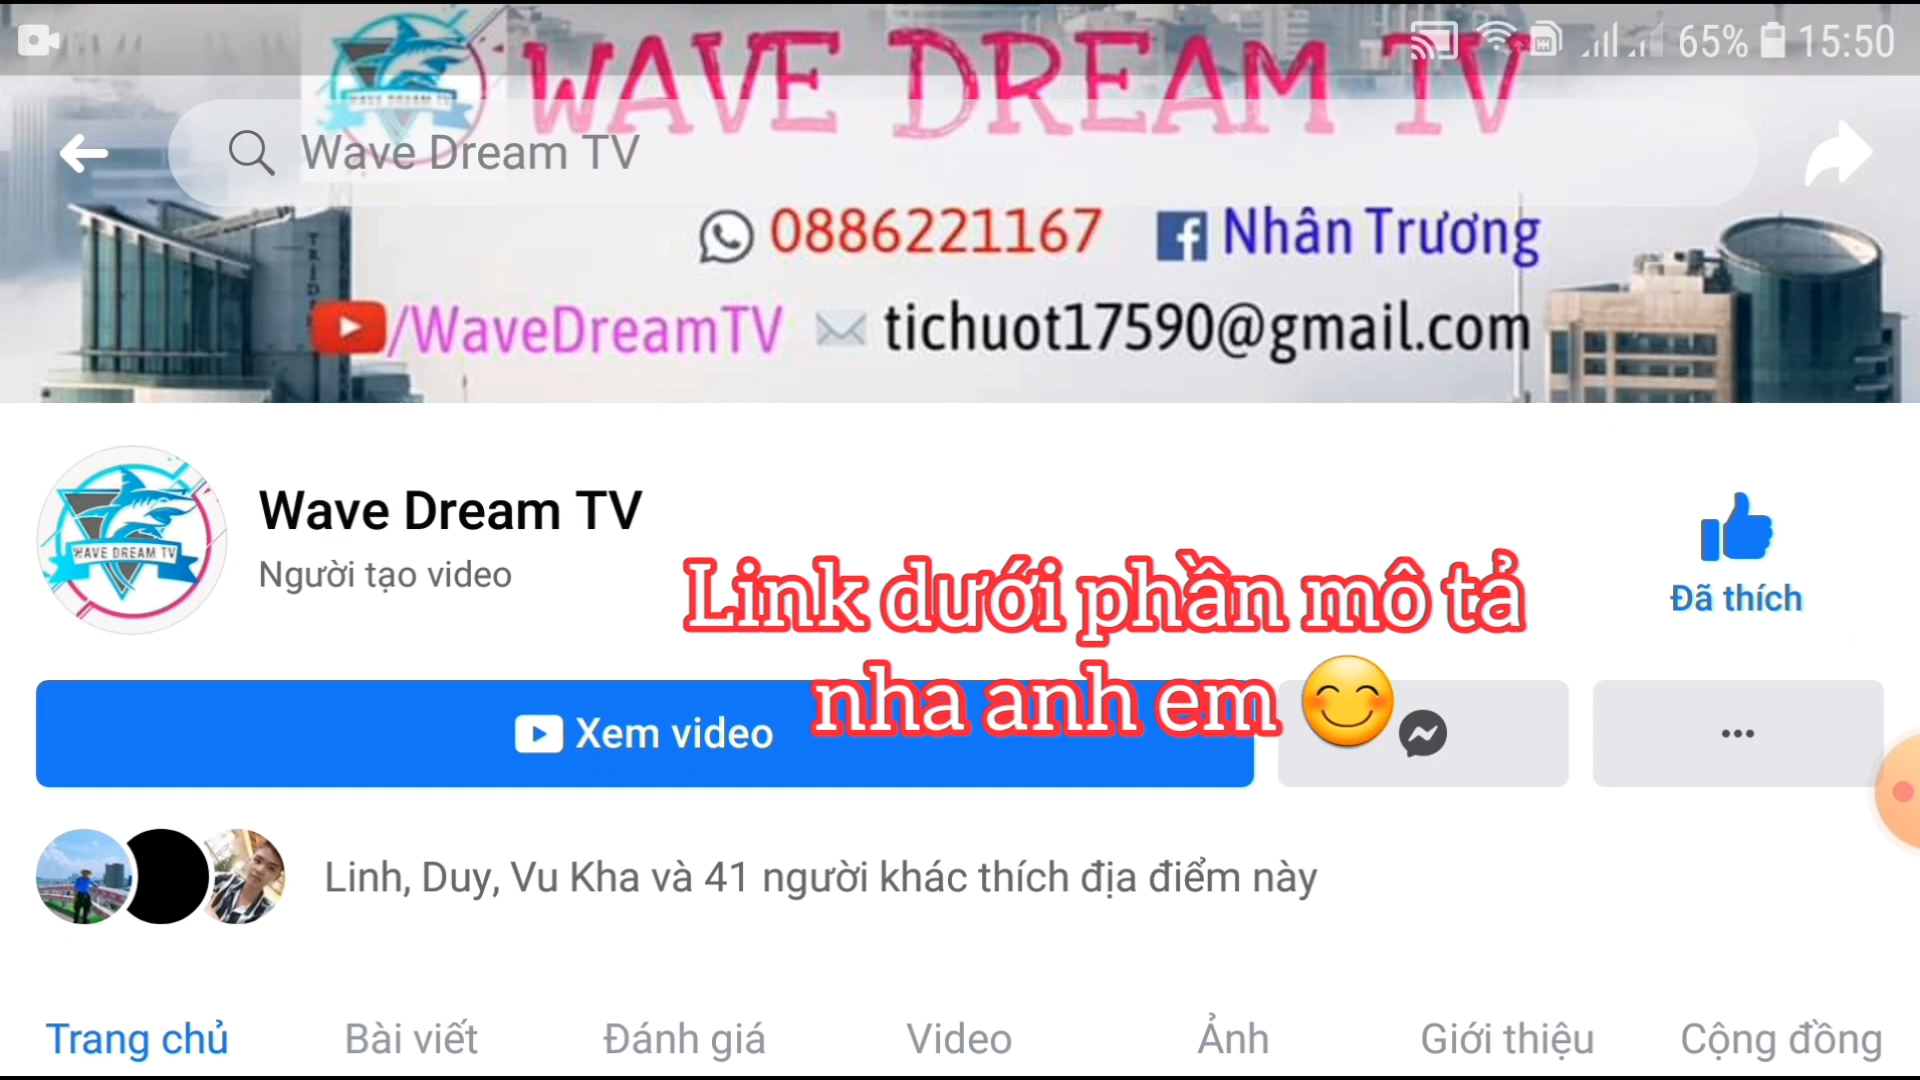 WAVE DREAM TV
65% 15:50
Wave Dream TV
0886221167 Nhân Trương
/WaveDreamTV tichuot17590@gmail.com
WAVE DREAM TV
Wave Dream TV
Người tạo video
Đã thích
Link dưới phần mô tả
nha anh em 😊
Xem video
Linh, Duy, Vu Kha và 41 người khác thích địa điểm này
Trang chủ Bài viết Đánh giá Video Ảnh Giới thiệu Cộng đồng